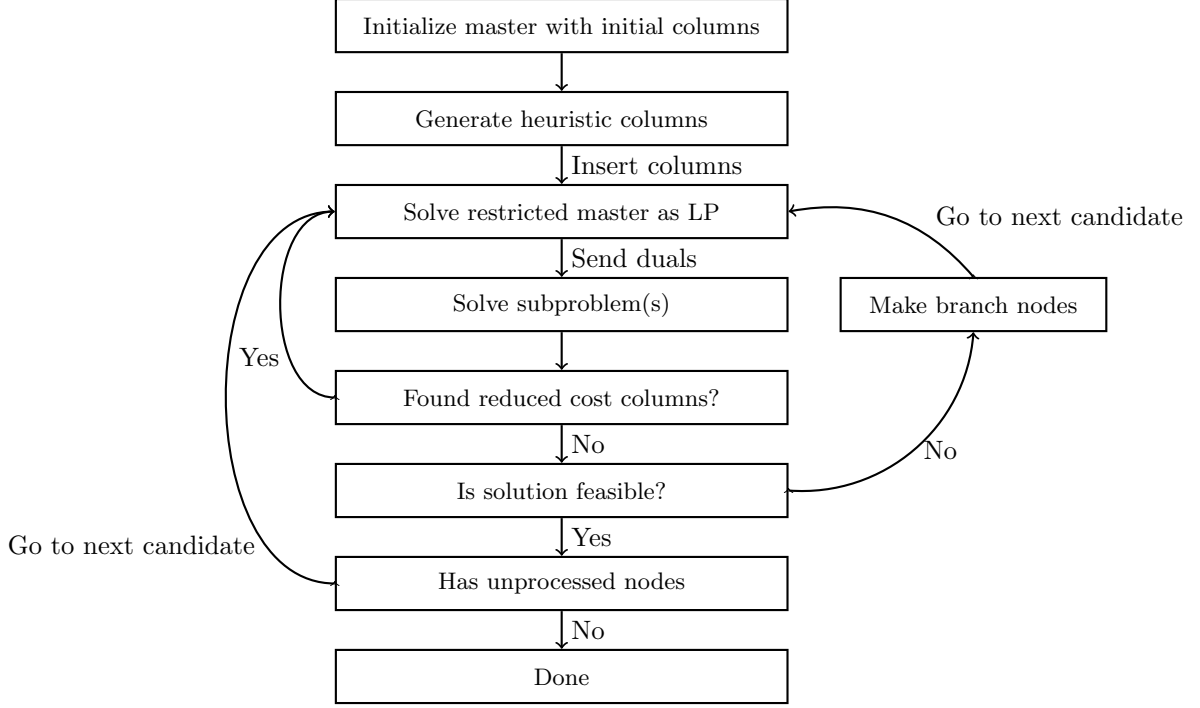 Initialize master with initial columns
Generate heuristic columns
Insert columns
Solve restricted master as LP
Go to next candidate
Send duals
Solve subproblem(s)
Make branch nodes
Yes
Found reduced cost columns?
No
No
Is solution feasible?
Yes
Go to next candidate
Has unprocessed nodes
No
Done